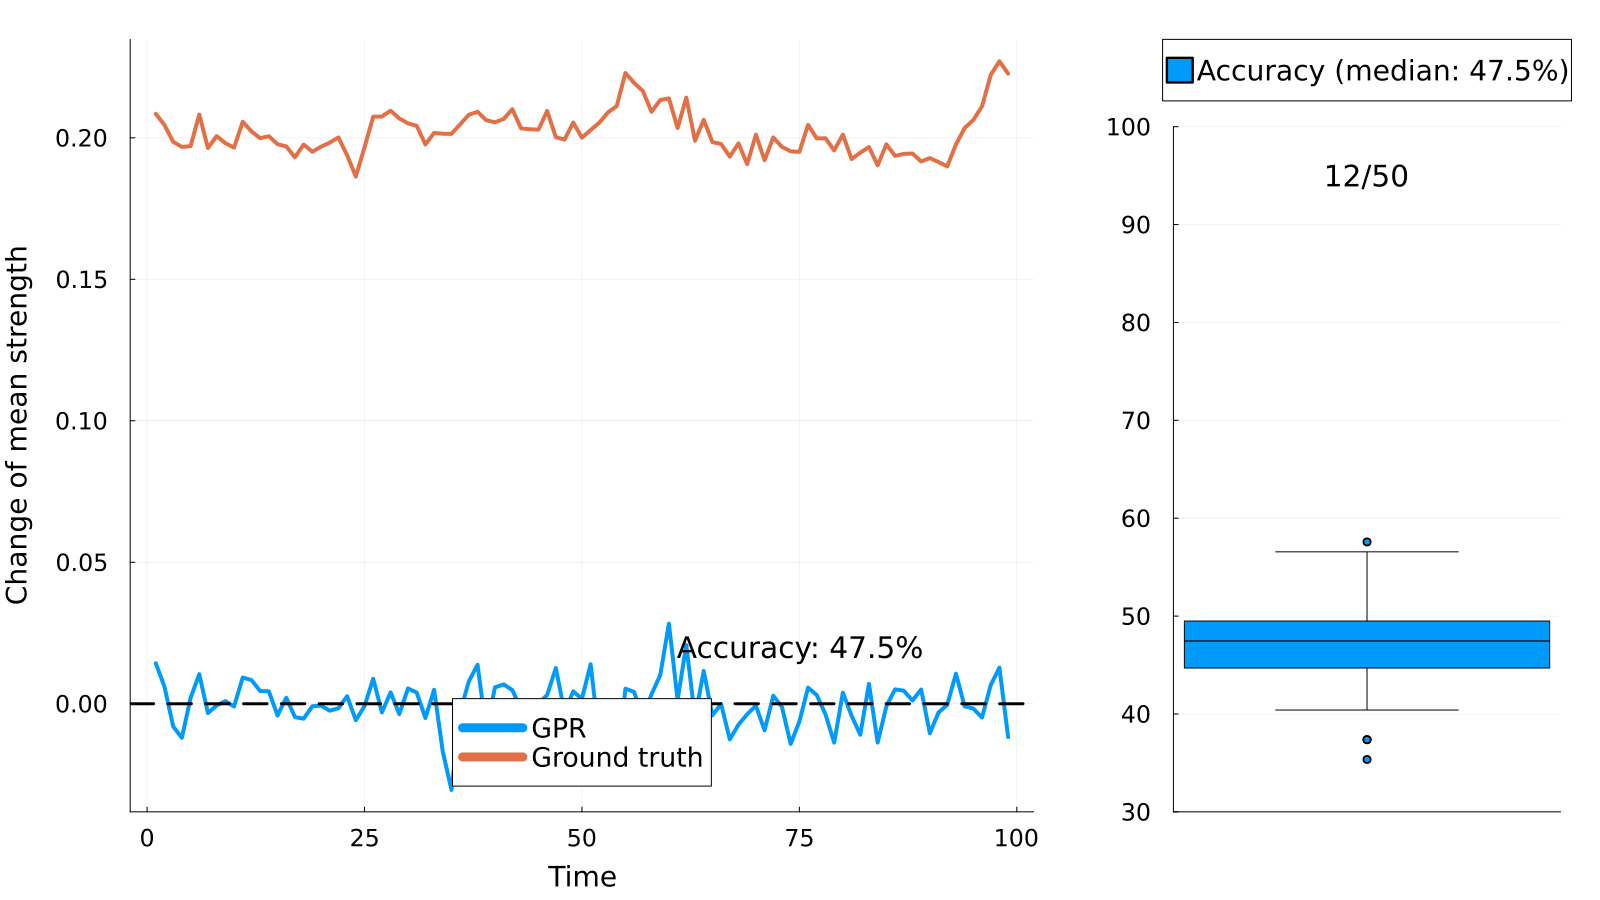 Change of mean strength
0.20
0.15
0.10
0.05
0.00
Accuracy: 47.5%
GPR
Ground truth
0 25 50 75 100
Time
Accuracy (median: 47.5%)
12/50
100
90
80
70
60
50
40
30